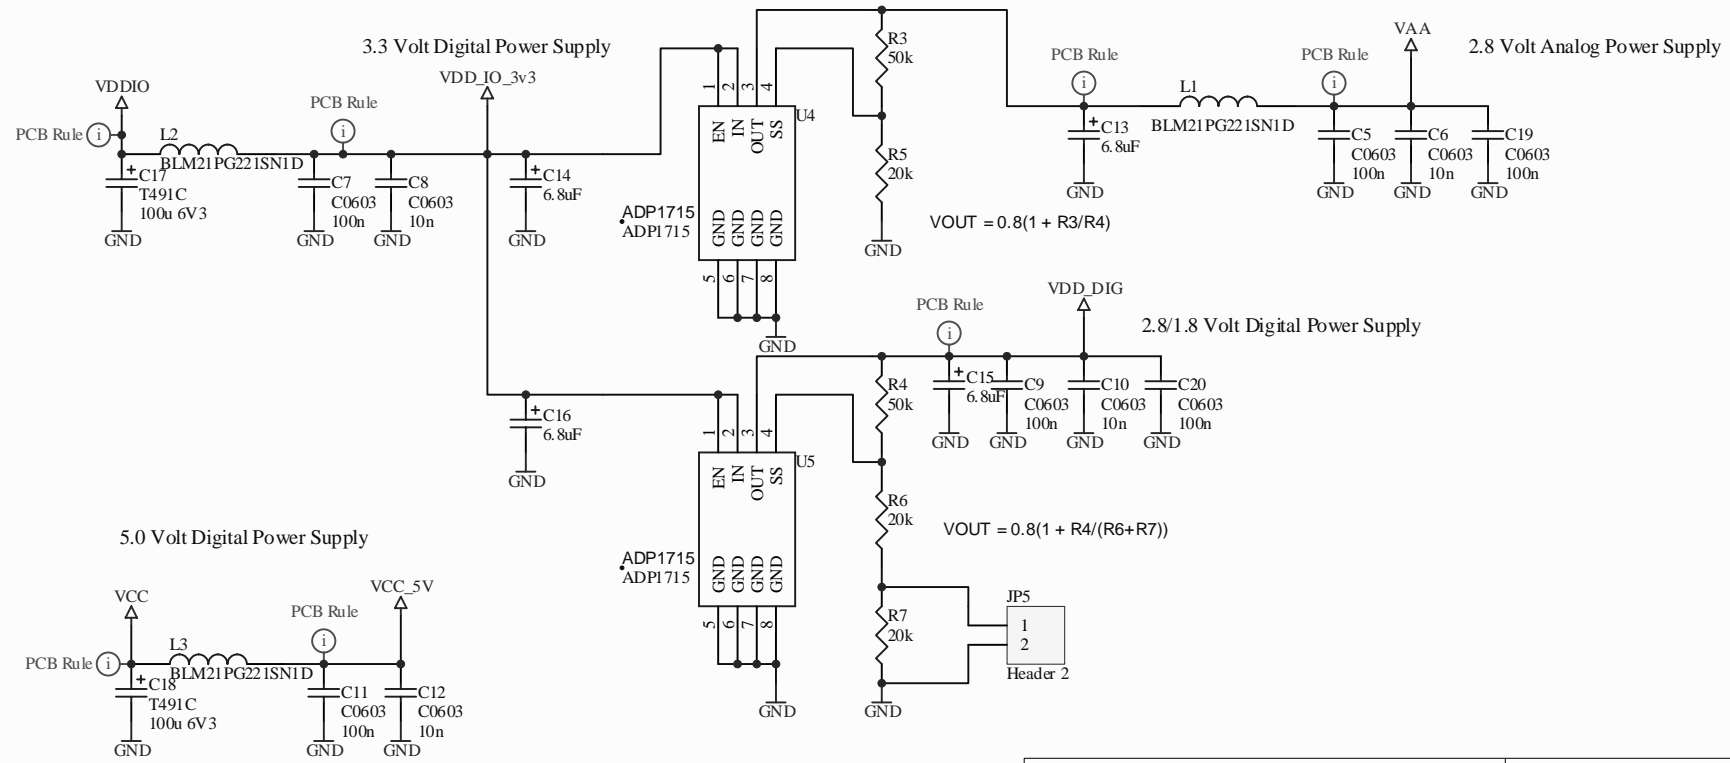 3.3 Volt Digital Power Supply
VDDIO
PCB Rule
i
L2
BLM21PG221SN1D
+
C17
T491C
100u 6V3
GND
PCB Rule
i
C7
C0603
100n
GND
C8
C0603
10n
GND
VDD_IO_3v3
+
C14
6.8uF
GND
1
2
3
4
EN
IN
OUT
SS
U4
ADP1715
ADP1715
GND
GND
GND
GND
5
6
7
8
GND
R3
50k
R5
20k
GND
VOUT = 0.8(1 + R3/R4)
PCB Rule
i
+
C13
6.8uF
GND
L1
BLM21PG221SN1D
PCB Rule
i
VAA
2.8 Volt Analog Power Supply
C5
C0603
100n
GND
C6
C0603
10n
GND
C19
C0603
100n
GND
+
C16
6.8uF
GND
1
2
3
4
EN
IN
OUT
SS
U5
ADP1715
ADP1715
GND
GND
GND
GND
5
6
7
8
GND
R4
50k
R6
20k
R7
20k
GND
VOUT = 0.8(1 + R4/(R6+R7))
JP5
1
2
Header 2
PCB Rule
i
VDD_DIG
2.8/1.8 Volt Digital Power Supply
+
C15
6.8uF
GND
C9
C0603
100n
GND
C10
C0603
10n
GND
C20
C0603
100n
GND
5.0 Volt Digital Power Supply
VCC
PCB Rule
i
L3
BLM21PG221SN1D
+
C18
T491C
100u 6V3
GND
PCB Rule
i
VCC_5V
C11
C0603
100n
GND
C12
C0603
10n
GND